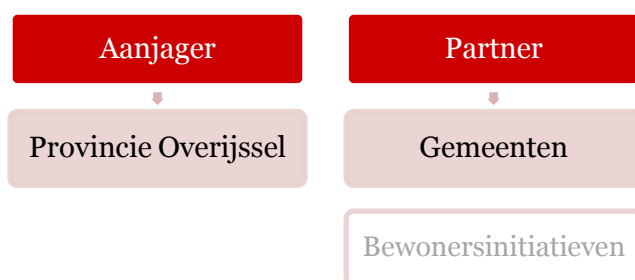 Aanjager
Partner
Provincie Overijssel
Gemeenten
Bewonersinitiatieven